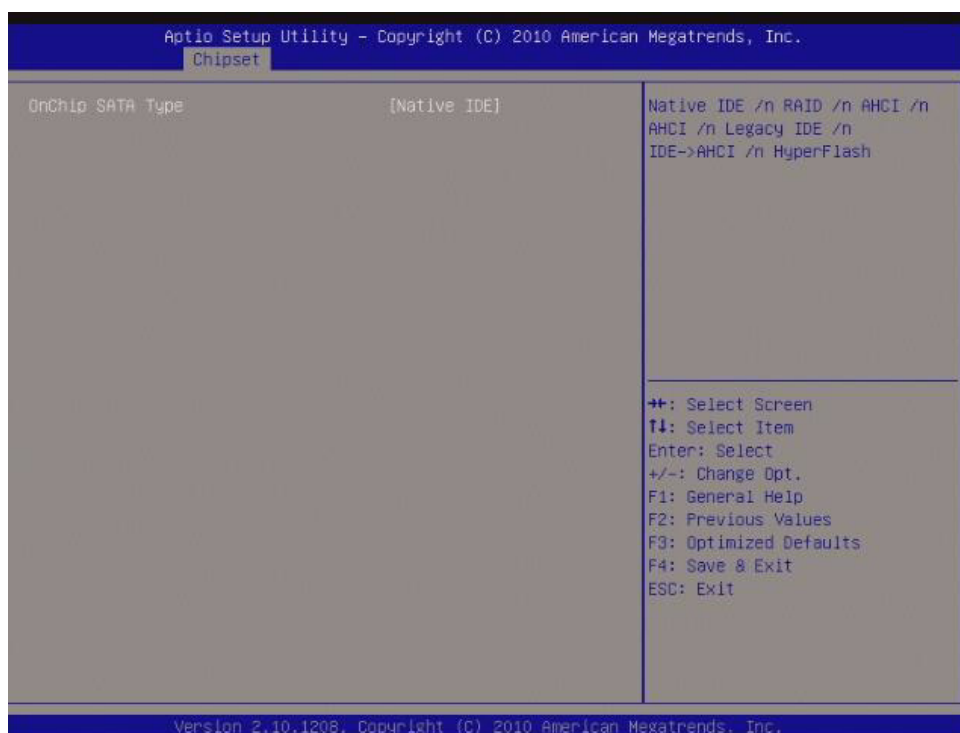 Aptio Setup Utility – Copyright (C) 2010 American Megatrends, Inc.
Chipset
OnChip SATA Type [Native IDE]
Native IDE /n RAID /n AHCI /n
AHCI /n Legacy IDE /n
IDE->AHCI /n HyperFlash
→←: Select Screen
↑↓: Select Item
Enter: Select
+/-: Change Opt.
F1: General Help
F2: Previous Values
F3: Optimized Defaults
F4: Save & Exit
ESC: Exit
Version 2.10.1208. Copyright (C) 2010 American Megatrends, Inc.